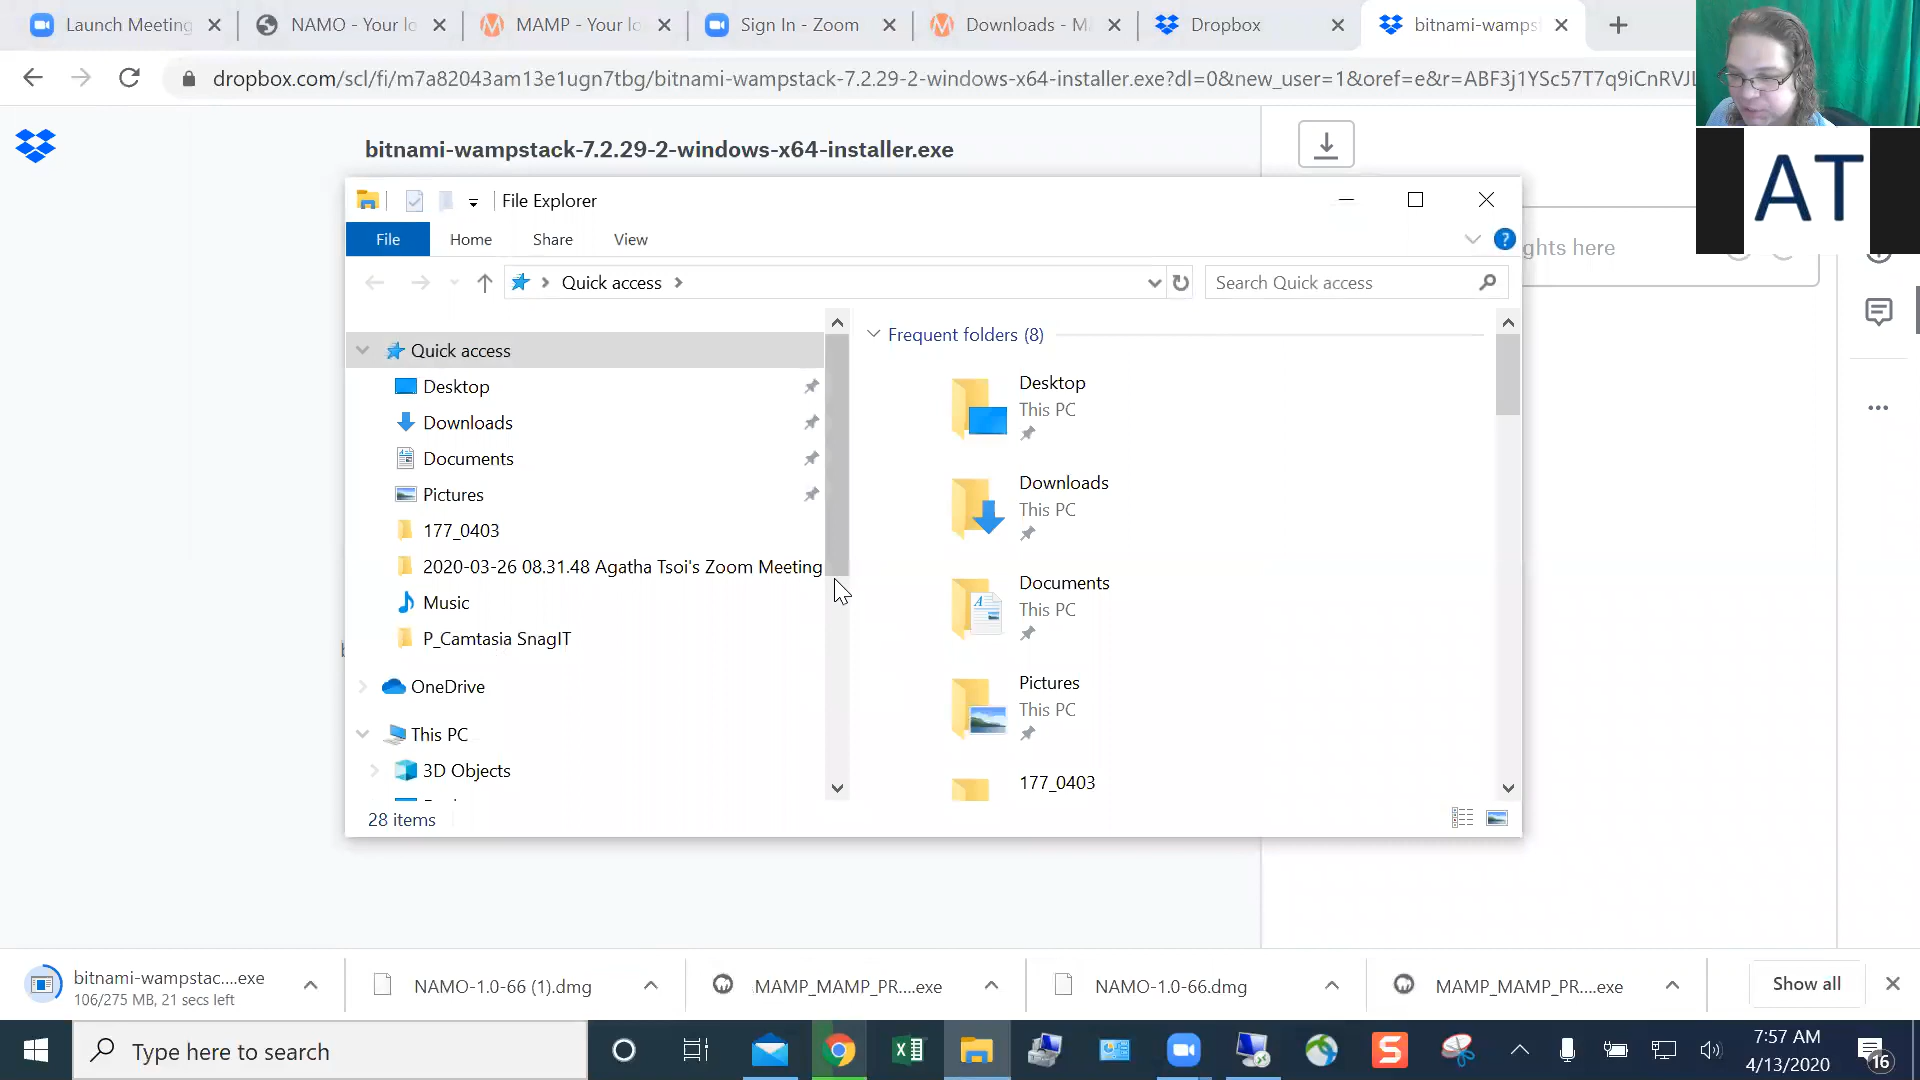 Launch Meeting
NAMO - Your lo
MAMP - Your lo
Sign In - Zoom
Downloads - M
Dropbox
bitnami-wamps
dropbox.com/scl/fi/m7a82043am13e1ugn7tbg/bitnami-wampstack-7.2.29-2-windows-x64-installer.exe?dl=0&new_user=1&oref=e&r=ABF3j1YSc57T7q9iCnRVJL
bitnami-wampstack-7.2.29-2-windows-x64-installer.exe
AT
File Explorer
File
Home
Share
View
ghts here
Quick access
Search Quick access
Quick access
Desktop
Downloads
Documents
Pictures
177_0403
2020-03-26 08.31.48 Agatha Tsoi's Zoom Meeting
Music
P_Camtasia SnagIT
OneDrive
This PC
3D Objects
Frequent folders (8)
Desktop
This PC
Downloads
This PC
Documents
This PC
Pictures
This PC
177_0403
28 items
bitnami-wampstac....exe
106/275 MB, 21 secs left
NAMO-1.0-66 (1).dmg
MAMP_MAMP_PR....exe
NAMO-1.0-66.dmg
MAMP_MAMP_PR....exe
Show all
Type here to search
7:57 AM
4/13/2020
16